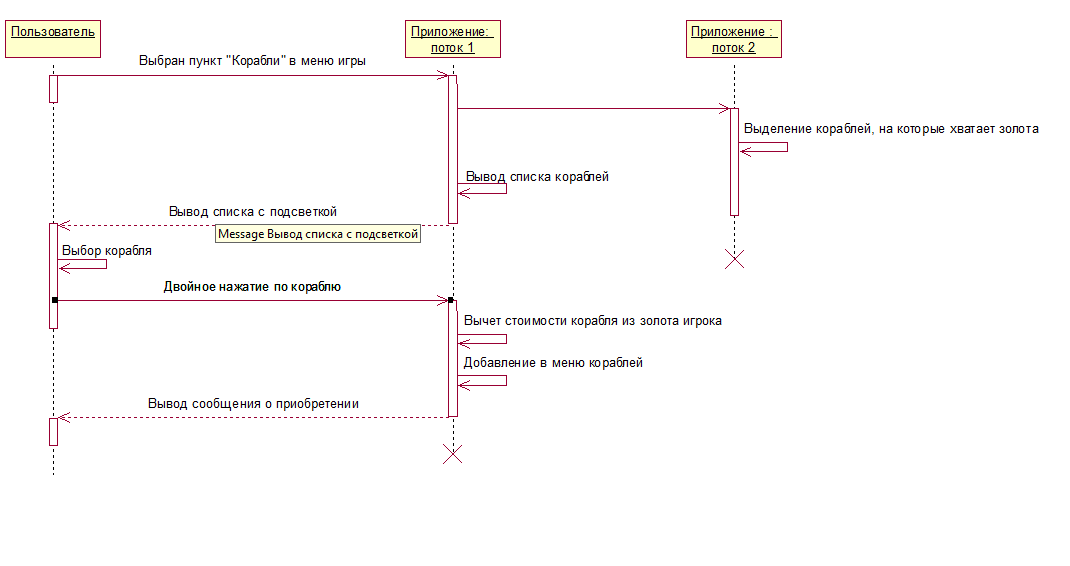 Пользователь
Приложение:
поток 1
Приложение :
поток 2
Выбран пункт "Корабли" в меню игры
Выделение кораблей, на которые хватает золота
Вывод списка кораблей
Вывод списка с подсветкой
Message Вывод списка с подсветкой
Выбор корабля
Двойное нажатие по кораблю
Вычет стоимости корабля из золота игрока
Добавление в меню кораблей
Вывод сообщения о приобретении